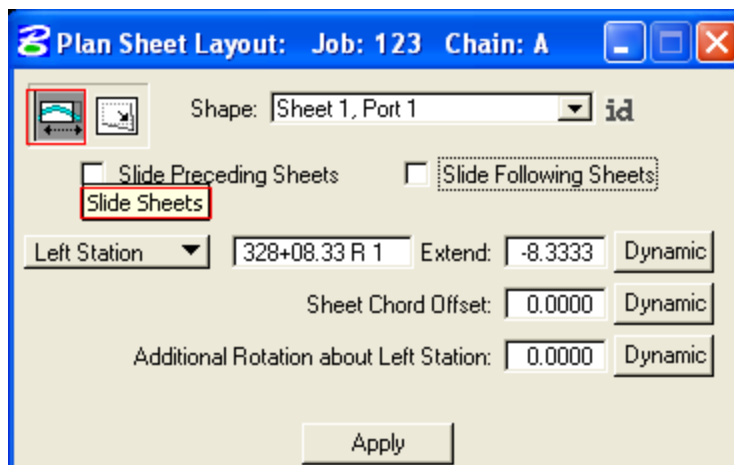 Plan Sheet Layout: Job: 123 Chain: A
Shape: Sheet 1, Port 1 id
Slide Preceding Sheets Slide Following Sheets
Slide Sheets
Left Station 328+08.33 R 1 Extend: -8.3333 Dynamic
Sheet Chord Offset: 0.0000 Dynamic
Additional Rotation about Left Station: 0.0000 Dynamic
Apply